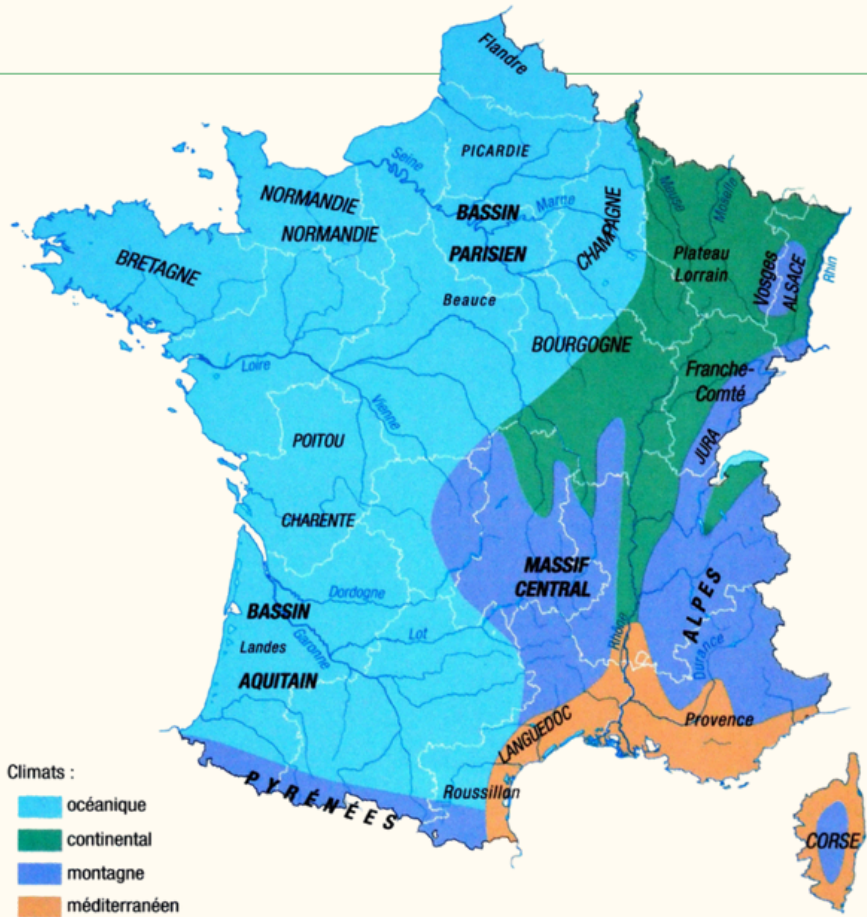 Flandre
PICARDIE
Seine
NORMANDIE
NORMANDIE
BASSIN
PARISIEN
Marne
CHAMPAGNE
Meuse
Moselle
Plateau
Lorrain
Vosges
ALSACE
Rhin
BRETAGNE
Beauce
BOURGOGNE
Loire
Vienne
Franche-
Comté
JURA
POITOU
CHARENTE
MASSIF
CENTRAL
ALPES
Dordogne
BASSIN
Landes
AQUITAIN
Garonne
Lot
Rhône
Durance
Provence
LANGUEDOC
Roussillon
PYRÉNÉES
CORSE
Climats :
océanique
continental
montagne
méditerranéen